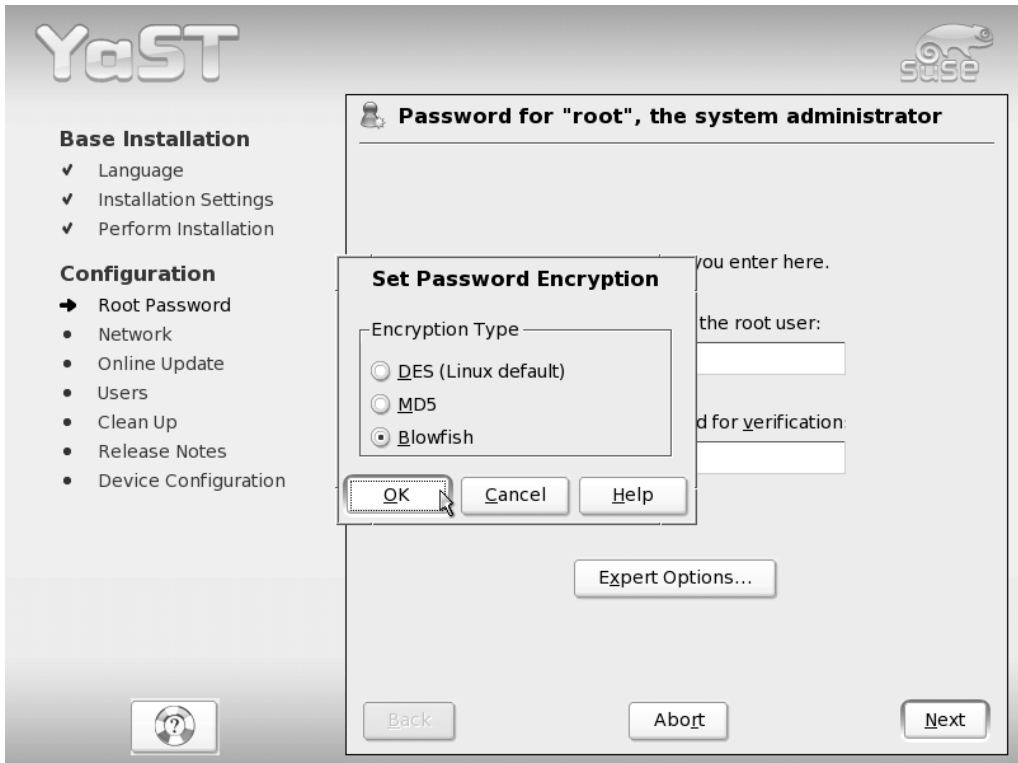 YaST
SUSE
Base Installation
Language
Installation Settings
Perform Installation
Configuration
Root Password
Network
Online Update
Users
Clean Up
Release Notes
Device Configuration
Password for "root", the system administrator
you enter here.
the root user:
d for verification:
Set Password Encryption
Encryption Type
DES (Linux default)
MD5
Blowfish
OK Cancel Help
Expert Options...
Back Abort Next